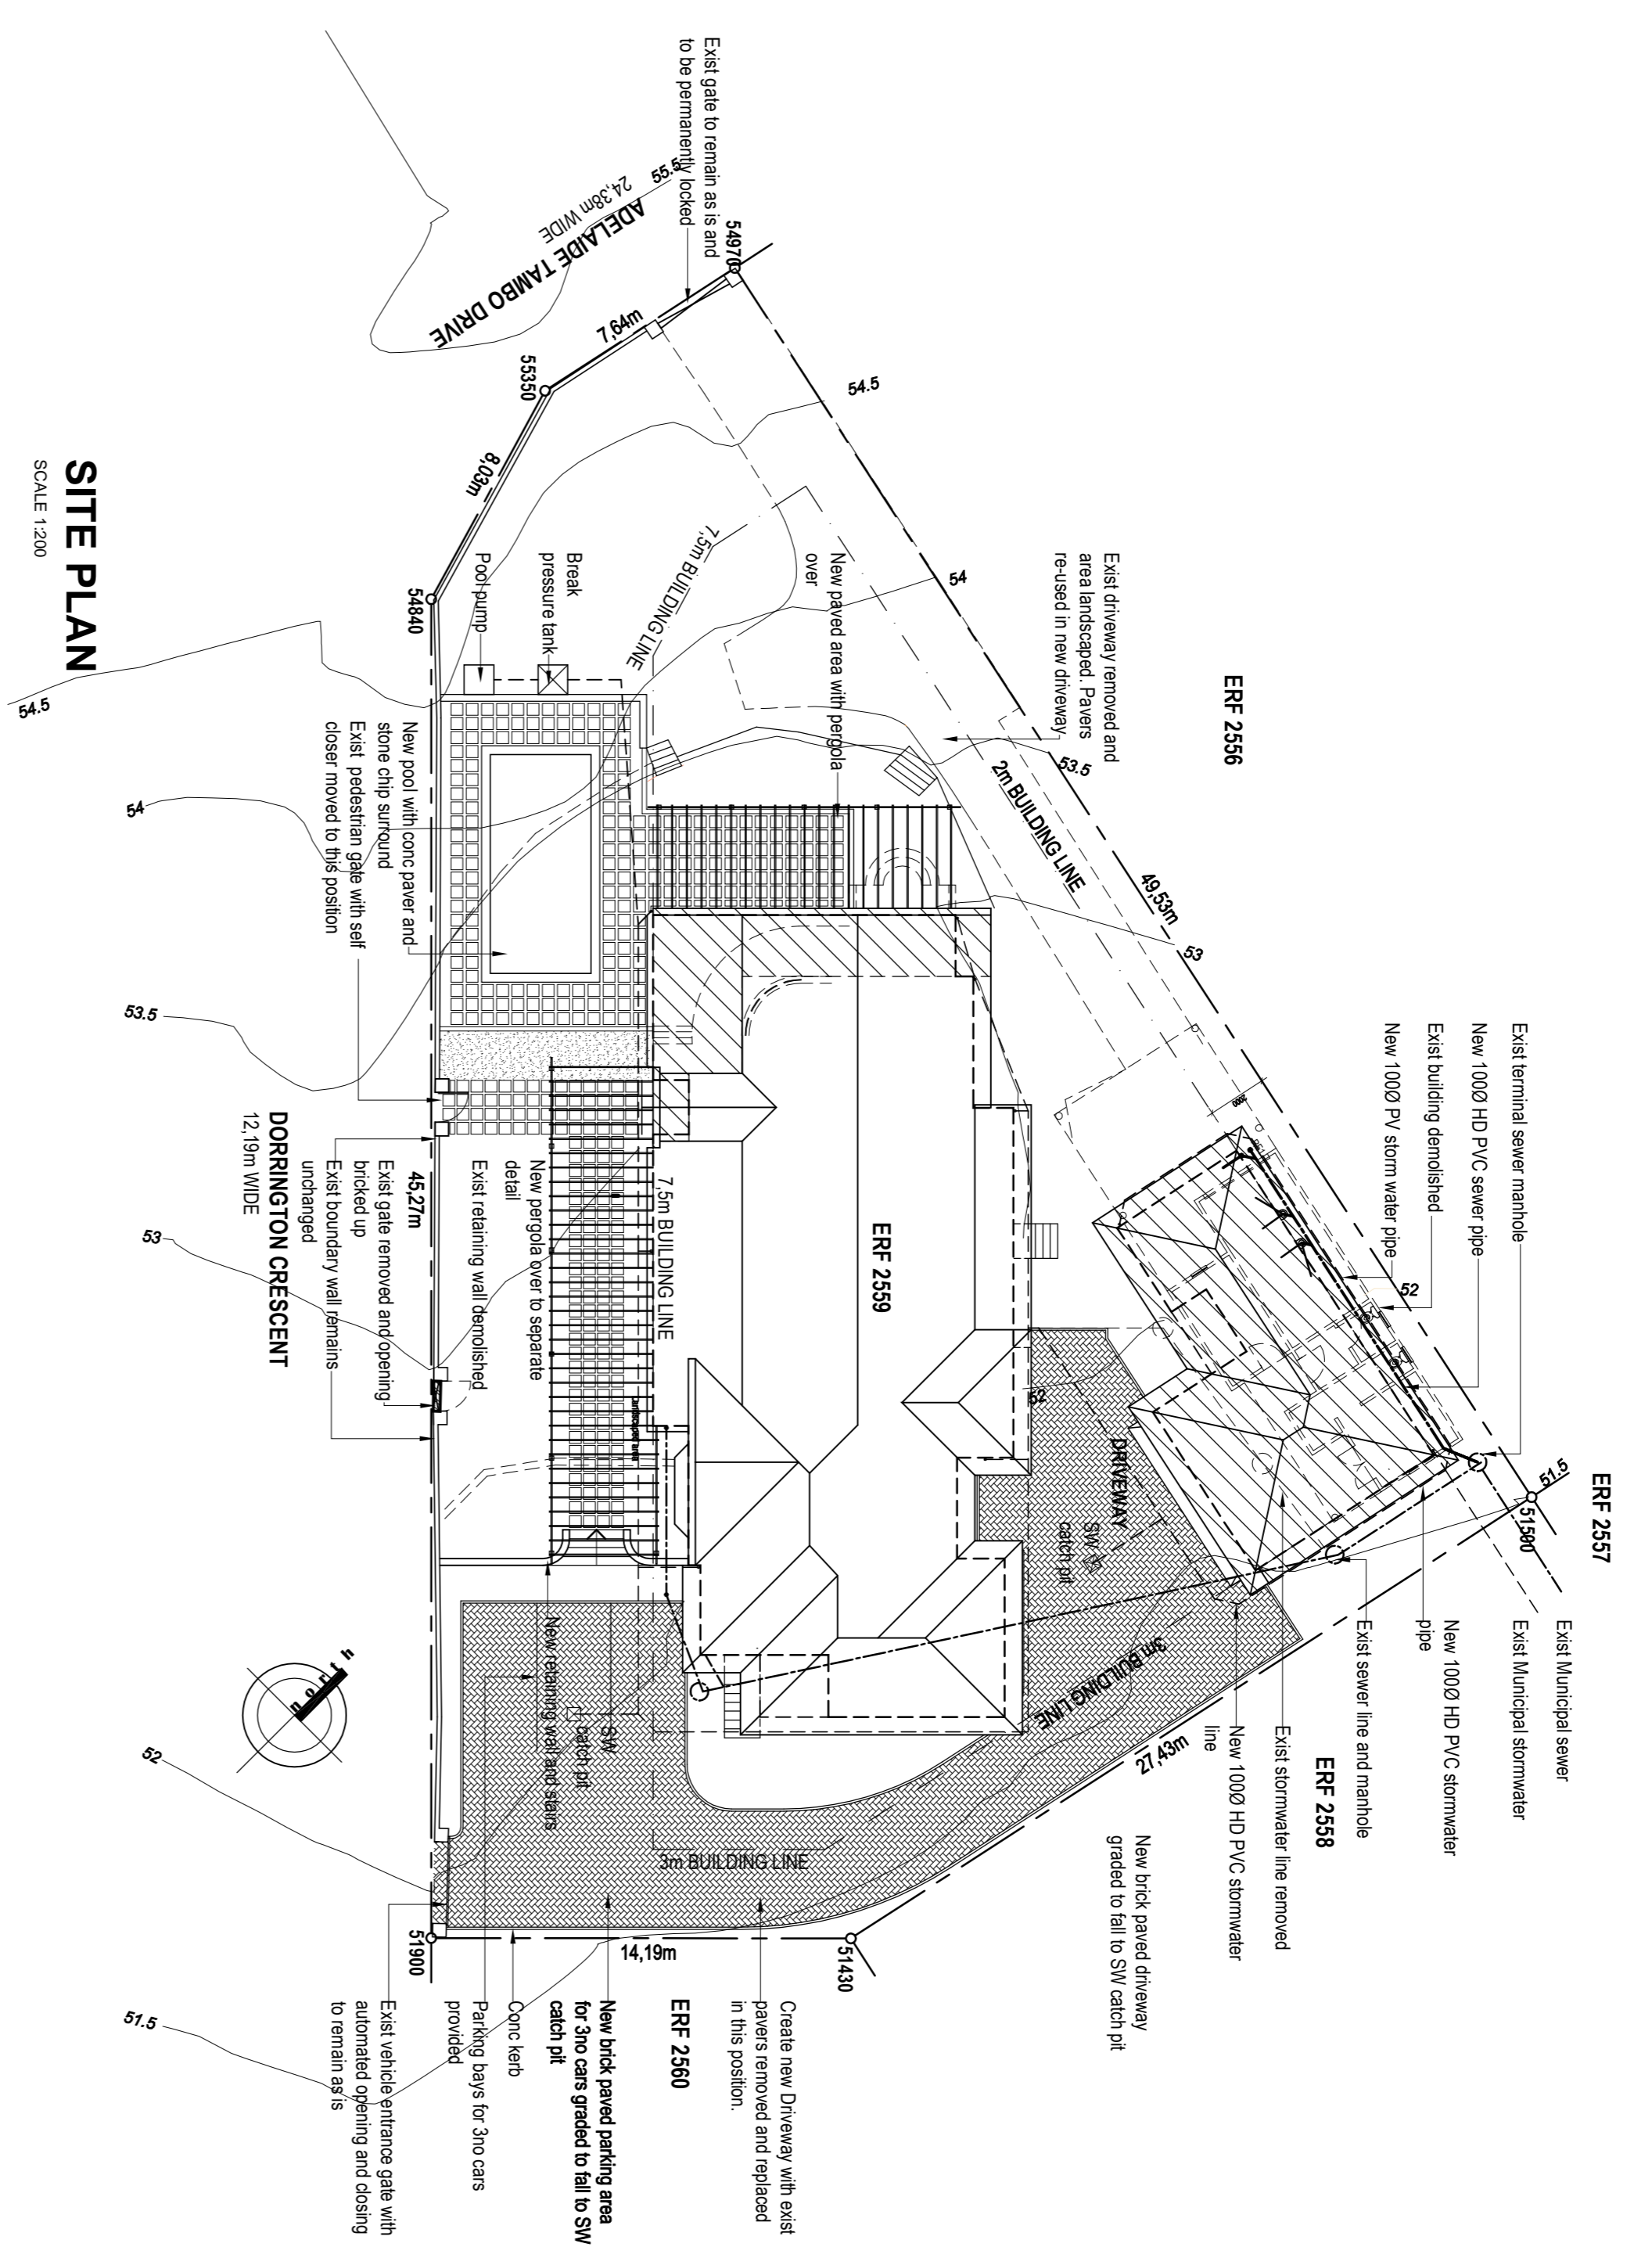 SITE PLAN
SCALE 1:200
ADELAIDE TAMBO DRIVE
24,38m WIDE
55.5
Exist gate to remain as is and
to be permanently locked
54970
7,64m
55350
8,03m
54840
54.5
54
53.5
53
52
51.5
54.5
54
53.5
53
52
52
51.5
ERF 2556
Exist driveway removed and
area landscaped. Pavers
re-used in new driveway
New paved area with pergola
over
7,5m BUILDING LINE
Break
pressure tank
Pool pump
2m BUILDING LINE
49,53m
New pool with conc paver and
stone chip surround
Exist pedestrian gate with self
closer moved to this position
Exist terminal sewer manhole
New 100Ø HD PVC sewer pipe
Exist building demolished
New 100Ø PV storm water pipe
2000
ERF 2559
7,5m BUILDING LINE
New pergola over to separate
detail
Exist retaining wall demolished
45,27m
Exist gate removed and opening
bricked up
Exist boundary wall remains
unchanged
DORRINGTON CRESCENT
12,19m WIDE
Landscaped area
DRIVEWAY
SW
catch pit
ERF 2557
51500
Exist Municipal sewer
Exist Municipal stormwater
New 100Ø HD PVC stormwater
pipe
Exist sewer line and manhole
ERF 2558
Exist stormwater line removed
New 100Ø HD PVC stormwater
line
27,43m
3m BUILDING LINE
SW
catch pit
New retaining wall and stairs
north
New brick paved driveway
graded to fall to SW catch pit
3m BUILDING LINE
14,19m
51430
51900
Create new Driveway with exist
pavers removed and replaced
in this position.
ERF 2560
New brick paved parking area
for 3no cars graded to fall to SW
catch pit
Conc kerb
Parking bays for 3no cars
provided
Exist vehicle entrance gate with
automated opening and closing
to remain as is